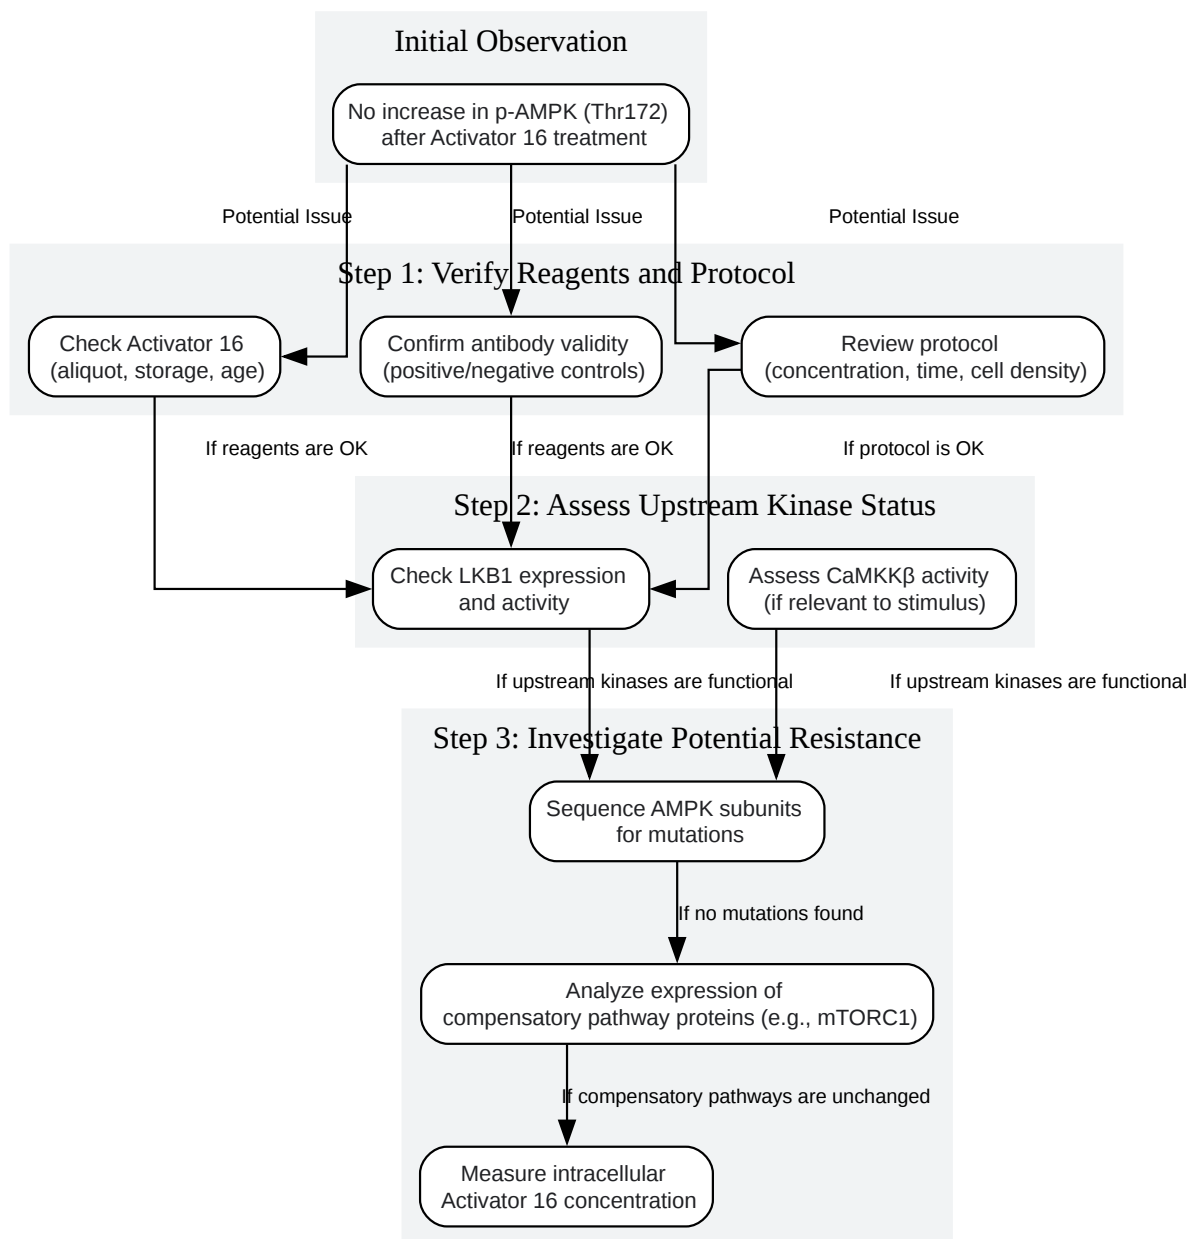 Initial Observation
No increase in p-AMPK (Thr172)
after Activator 16 treatment
Potential Issue
Potential Issue
Potential Issue
Step 1: Verify Reagents and Protocol
Check Activator 16
(aliquot, storage, age)
Confirm antibody validity
(positive/negative controls)
Review protocol
(concentration, time, cell density)
If reagents are OK
If reagents are OK
If protocol is OK
Step 2: Assess Upstream Kinase Status
Check LKB1 expression
and activity
Assess CaMKKβ activity
(if relevant to stimulus)
If upstream kinases are functional
If upstream kinases are functional
Step 3: Investigate Potential Resistance
Sequence AMPK subunits
for mutations
If no mutations found
Analyze expression of
compensatory pathway proteins (e.g., mTORC1)
If compensatory pathways are unchanged
Measure intracellular
Activator 16 concentration